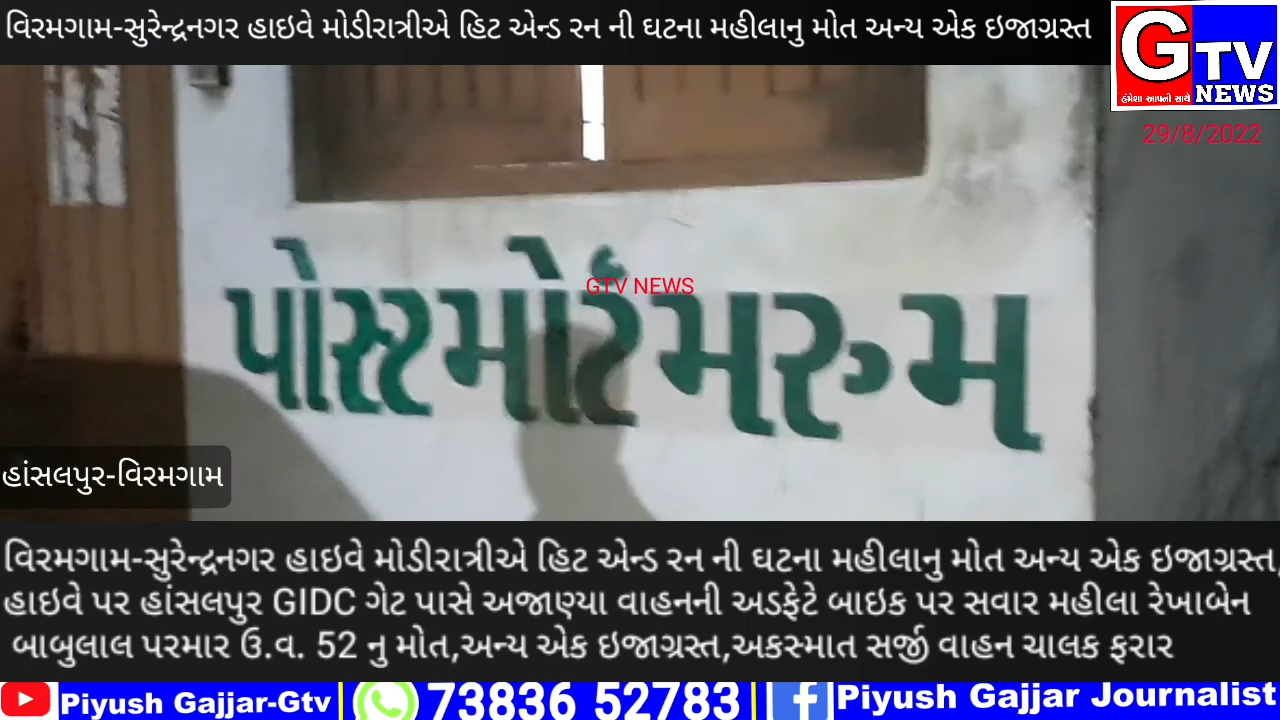 વિરમગામ-સુરેન્દ્રનગર હાઇવે મોડીરાત્રીએ હિટ એન્ડ રન ની ઘટના મહીલાનુ મોત અન્ય એક ઇજાગ્રસ્ત
GTV
NEWS
હંમેશા આપની સાથે
29/8/2022
GTV NEWS
પોસ્ટમોર્ટમરુમ
હાંસલપુર-વિરમગામ
વિરમગામ-સુરેન્દ્રનગર હાઇવે મોડીરાત્રીએ હિટ એન્ડ રન ની ઘટના મહીલાનુ મોત અન્ય એક ઇજાગ્રસ્ત,
હાઇવે પર હાંસલપુર GIDC ગેટ પાસે અજાણ્યા વાહનની અડફેટે બાઇક પર સવાર મહીલા રેખાબેન
બાબુલાલ પરમાર ઉ.વ. 52 નુ મોત,અન્ય એક ઇજાગ્રસ્ત,અકસ્માત સર્જી વાહન ચાલક ફરાર
Piyush Gajjar-Gtv 73836 52783 Piyush Gajjar Journalist